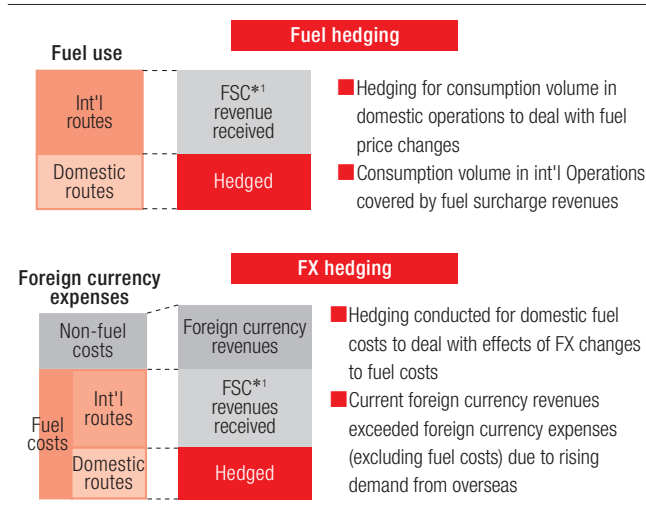 Fuel hedging
Fuel use
Int'l
routes
FSC*1
revenue
received
Domestic
routes
Hedged
■Hedging for consumption volume in
domestic operations to deal with fuel
price changes
■Consumption volume in int'l Operations
covered by fuel surcharge revenues
FX hedging
Foreign currency
expenses
Non-fuel
costs
Foreign currency
revenues
Fuel
costs
Int'l
routes
FSC*1
revenues
received
Domestic
routes
Hedged
■Hedging conducted for domestic fuel
costs to deal with effects of FX changes
to fuel costs
■Current foreign currency revenues
exceeded foreign currency expenses
(excluding fuel costs) due to rising
demand from overseas